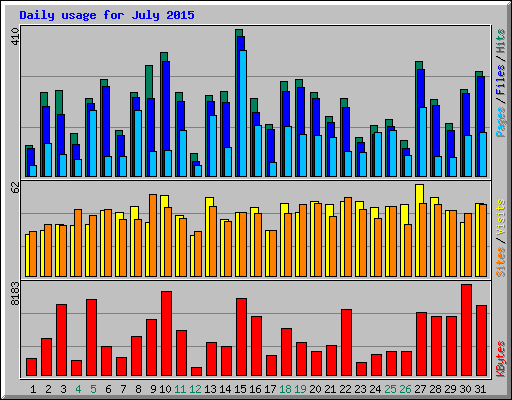 Daily usage for July 2015
410
Pages / Files / Hits
62
Sites / Visits
8183
KBytes
1 2 3 4 5 6 7 8 9 10 11 12 13 14 15 16 17 18 19 20 21 22 23 24 25 26 27 28 29 30 31